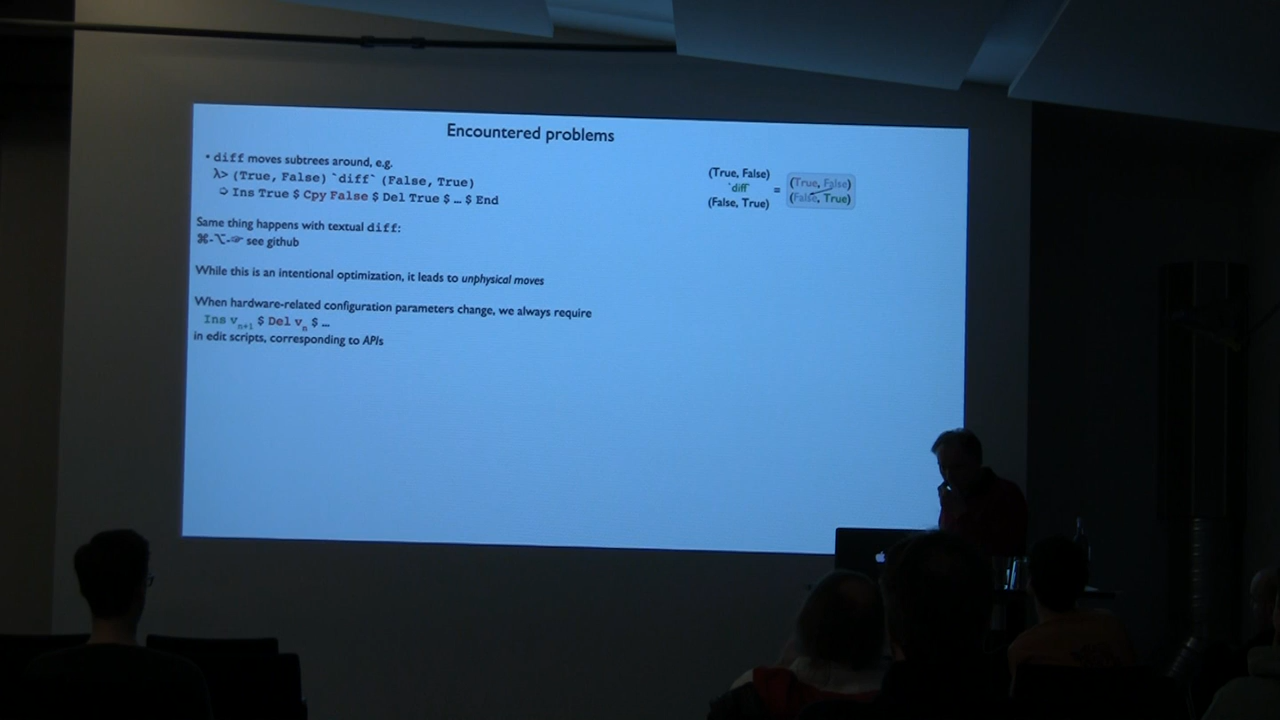 Encountered problems
• diff moves subtrees around, e.g.
λ> (True, False) `diff` (False, True)
➲ Ins True $ Cpy False $ Del True $ … $ End
Same thing happens with textual diff:
⌘-⌥-☞ see github
While this is an intentional optimization, it leads to unphysical moves
When hardware-related configuration parameters change, we always require
Ins vn+1 $ Del vn $ …
in edit scripts, corresponding to APIs
(True, False)
`diff`
(False, True)
=
(True, False)
(False, True)